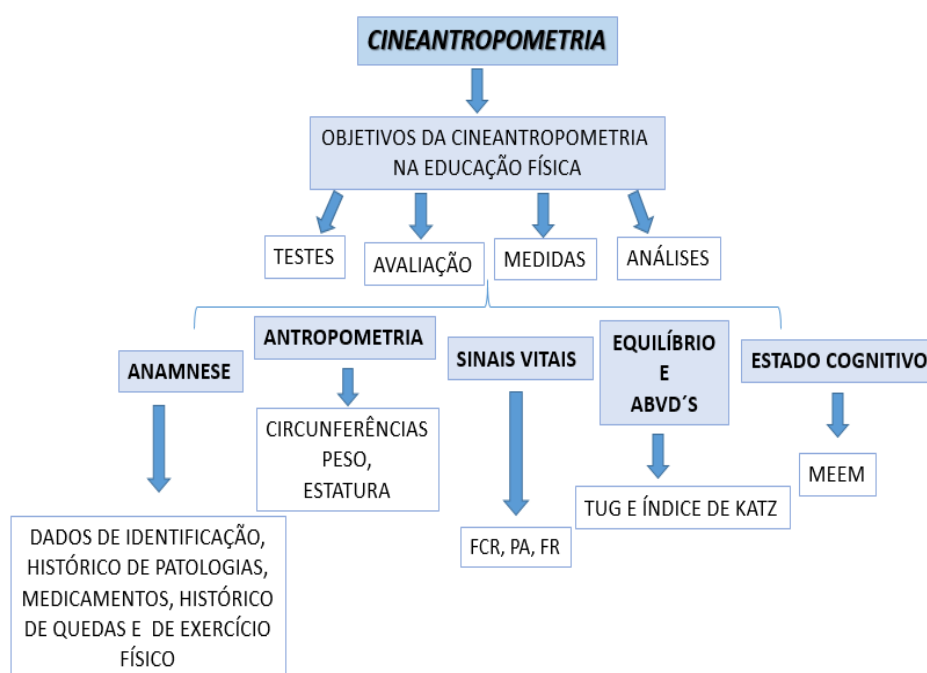 CINEANTROPOMETRIA
OBJETIVOS DA CINEANTROPOMETRIA
NA EDUCAÇÃO FÍSICA
TESTES
AVALIAÇÃO
MEDIDAS
ANÁLISES
ANAMNESE
ANTROPOMETRIA
SINAIS VITAIS
EQUILÍBRIO
E
ABVD´S
ESTADO COGNITIVO
DADOS DE IDENTIFICAÇÃO,
HISTÓRICO DE PATOLOGIAS,
MEDICAMENTOS, HISTÓRICO
DE QUEDAS E DE EXERCÍCIO
FÍSICO
CIRCUNFERÊNCIAS
PESO,
ESTATURA
FCR, PA, FR
TUG E ÍNDICE DE KATZ
MEEM